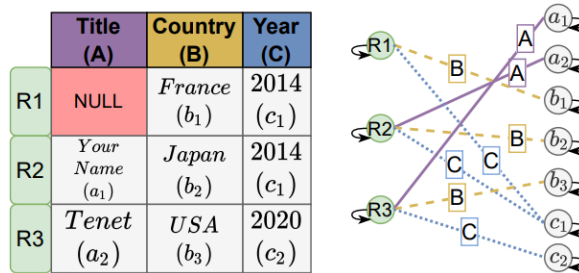 Title (A) Country (B) Year (C)
R1 NULL France (b₁) 2014 (c₁)
R2 Your Name (a₁) Japan (b₂) 2014 (c₁)
R3 Tenet (a₂) USA (b₃) 2020 (c₂)
R1
R2
R3
A
A
B
B
C
C
B
C
a₁
a₂
b₁
b₂
b₃
c₁
c₂